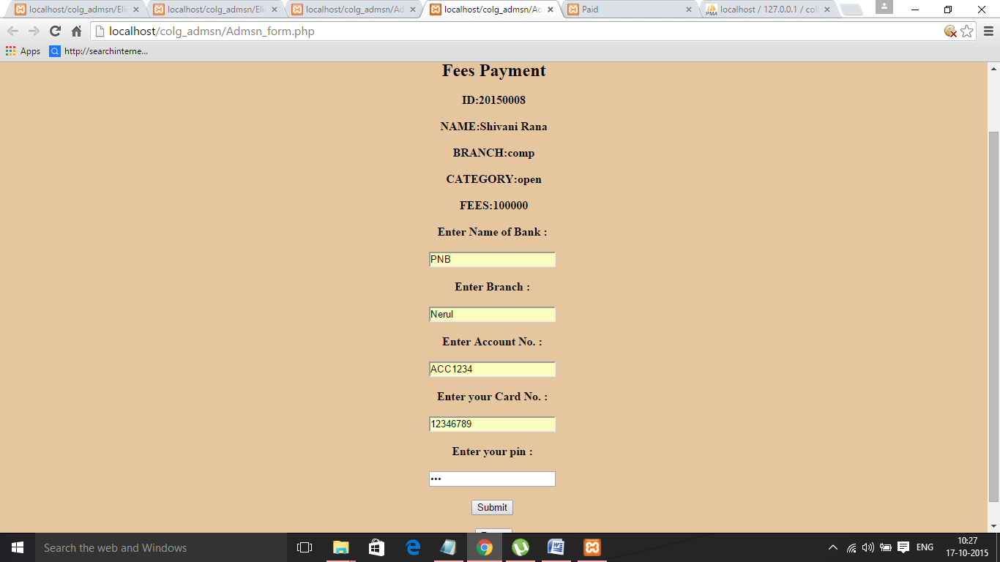 localhost/colg_admsn/Eli
localhost/colg_admsn/Eli
localhost/colg_admsn/Ad
localhost/colg_admsn/Ad
Paid
localhost / 127.0.0.1 / coll
PMA
localhost/colg_admsn/Admsn_form.php
Apps
http://searchinterne...
Fees Payment
ID:20150008
NAME:Shivani Rana
BRANCH:comp
CATEGORY:open
FEES:100000
Enter Name of Bank :
PNB
Enter Branch :
Nerul
Enter Account No. :
ACC1234
Enter your Card No. :
12346789
Enter your pin :
•••
Submit
Search the web and Windows
ENG
10:27
17-10-2015